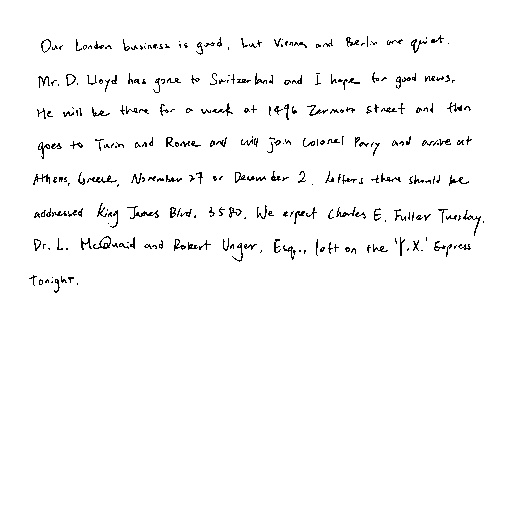 Our London business is good, but Vienna and Berlin are quiet.
Mr. D. Lloyd has gone to Switzerland and I hope for good news.
He will be there for a week at 1496 Zermott street and then
goes to Turin and Rome and will join Colonel Parry and arrive at
Athens, Greece, November 27 or December 2. Letters there should be
addressed King James Blvd. 3580. We expect Charles E. Fuller Tuesday.
Dr. L. McQuaid and Robert Unger, Esq., left on the 'Y.X.' Express
tonight.